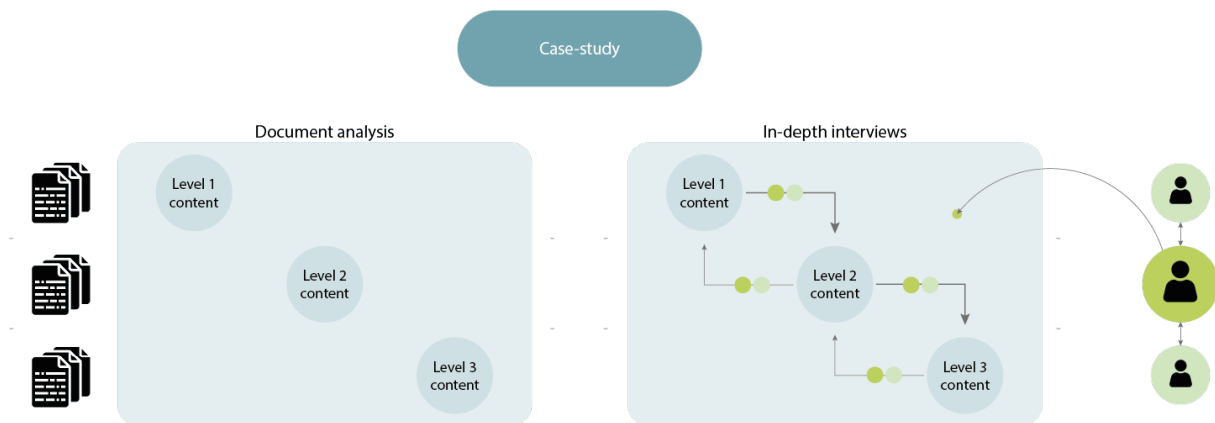 Case-study
Document analysis
In-depth interviews
Level 1
content
Level 2
content
Level 3
content
Level 1
content
Level 2
content
Level 3
content